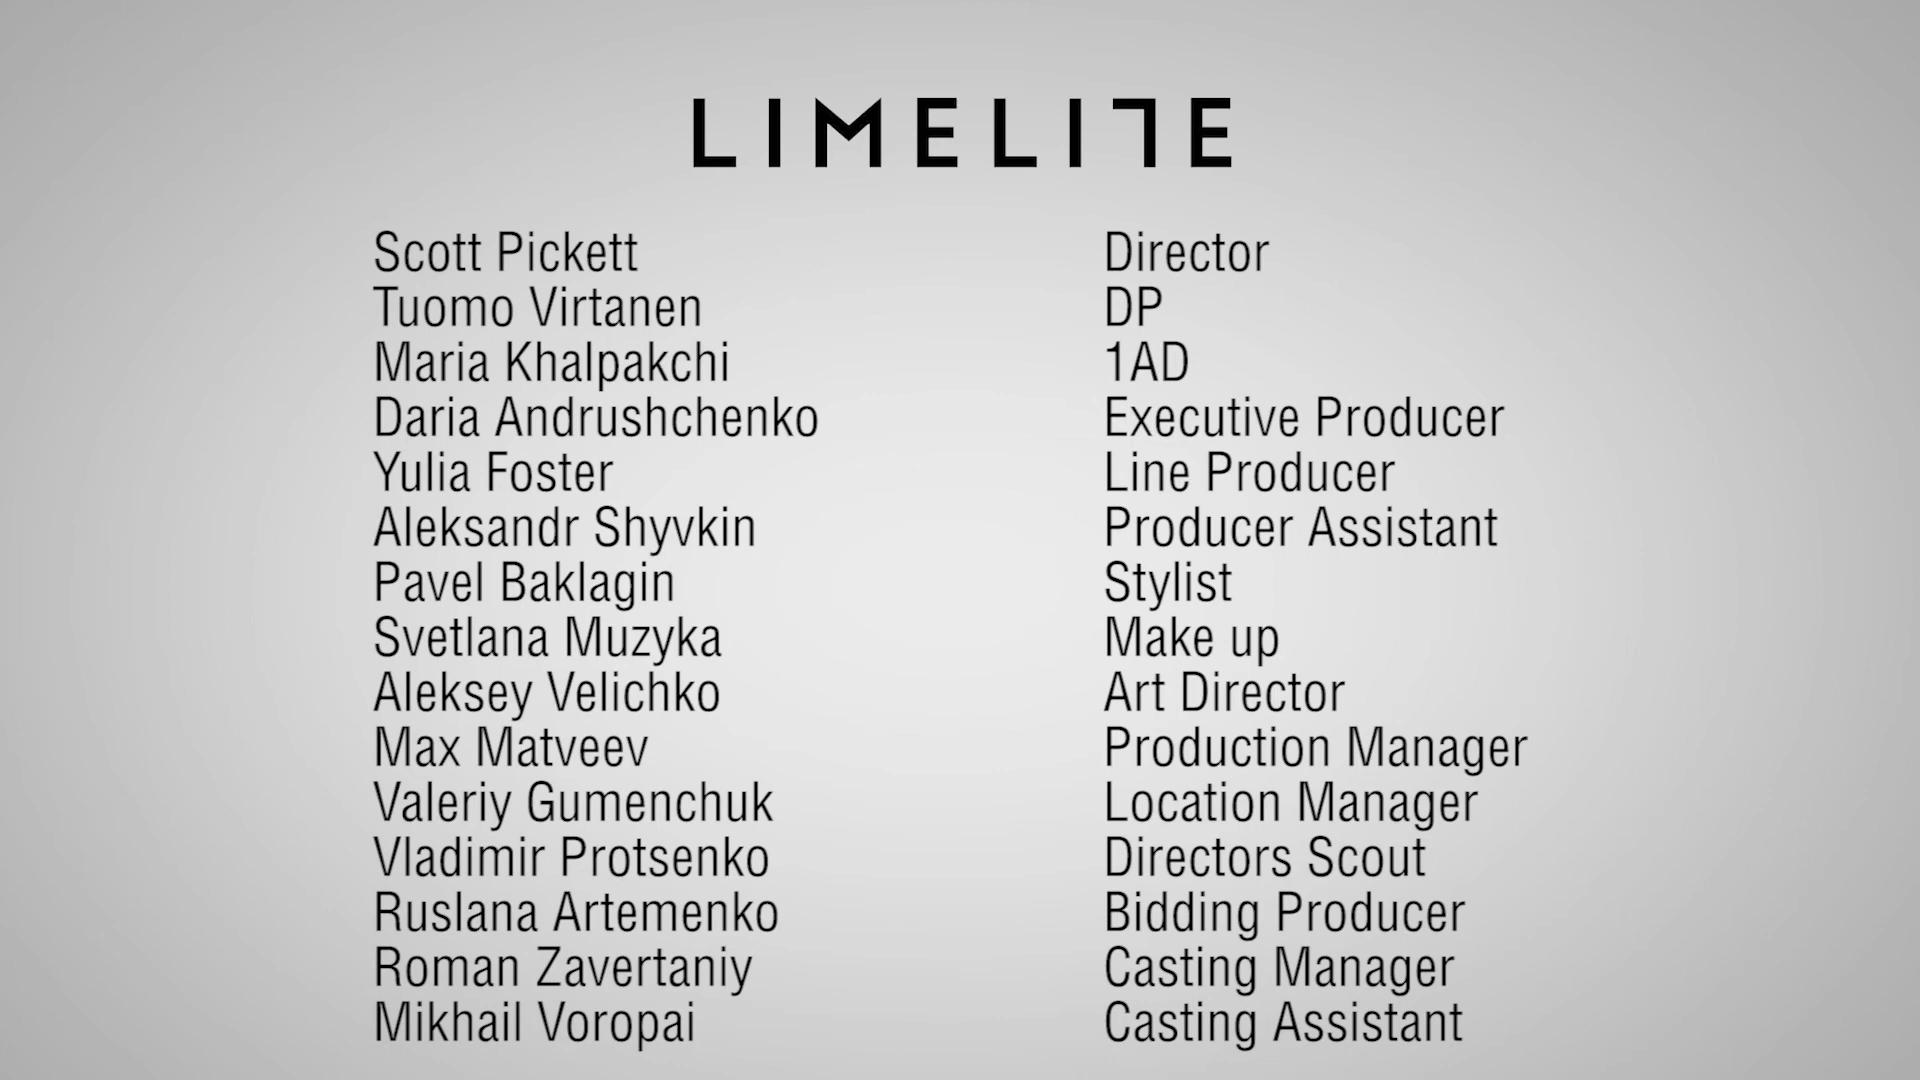 LIMELITE
Scott Pickett Director
Tuomo Virtanen DP
Maria Khalpakchi 1AD
Daria Andrushchenko Executive Producer
Yulia Foster Line Producer
Aleksandr Shyvkin Producer Assistant
Pavel Baklagin Stylist
Svetlana Muzyka Make up
Aleksey Velichko Art Director
Max Matveev Production Manager
Valeriy Gumenchuk Location Manager
Vladimir Protsenko Directors Scout
Ruslana Artemenko Bidding Producer
Roman Zavertaniy Casting Manager
Mikhail Voropai Casting Assistant